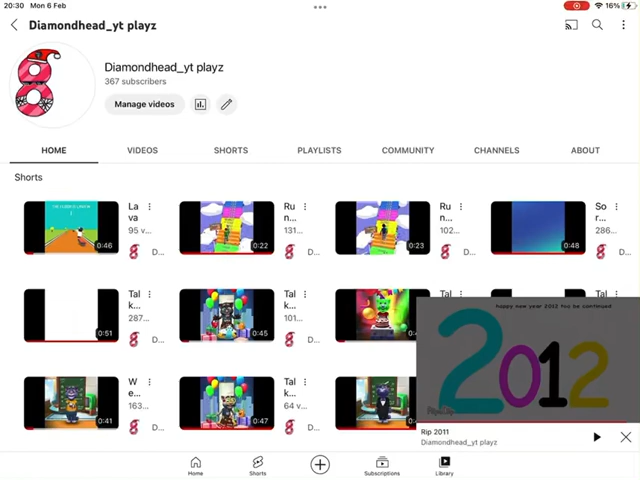 20:30 Mon 6 Feb
16%
Diamondhead_yt playz
Diamondhead_yt playz
367 subscribers
Manage videos
HOME VIDEOS SHORTS PLAYLISTS COMMUNITY CHANNELS ABOUT
Shorts
0:46
La
va
95 v...
D...
0:22
Ru
n...
131...
D...
0:23
Ru
n...
102...
D...
0:48
So
r...
286...
D...
0:51
Tal
k...
287...
D...
0:45
Tal
k...
101...
D...
0:41
W
e...
163...
D...
0:47
Tal
k...
64 v...
D...
happy new year 2012 too be continued
2012
Rip 2011
Diamondhead_yt playz
Home Shorts Subscriptions Library